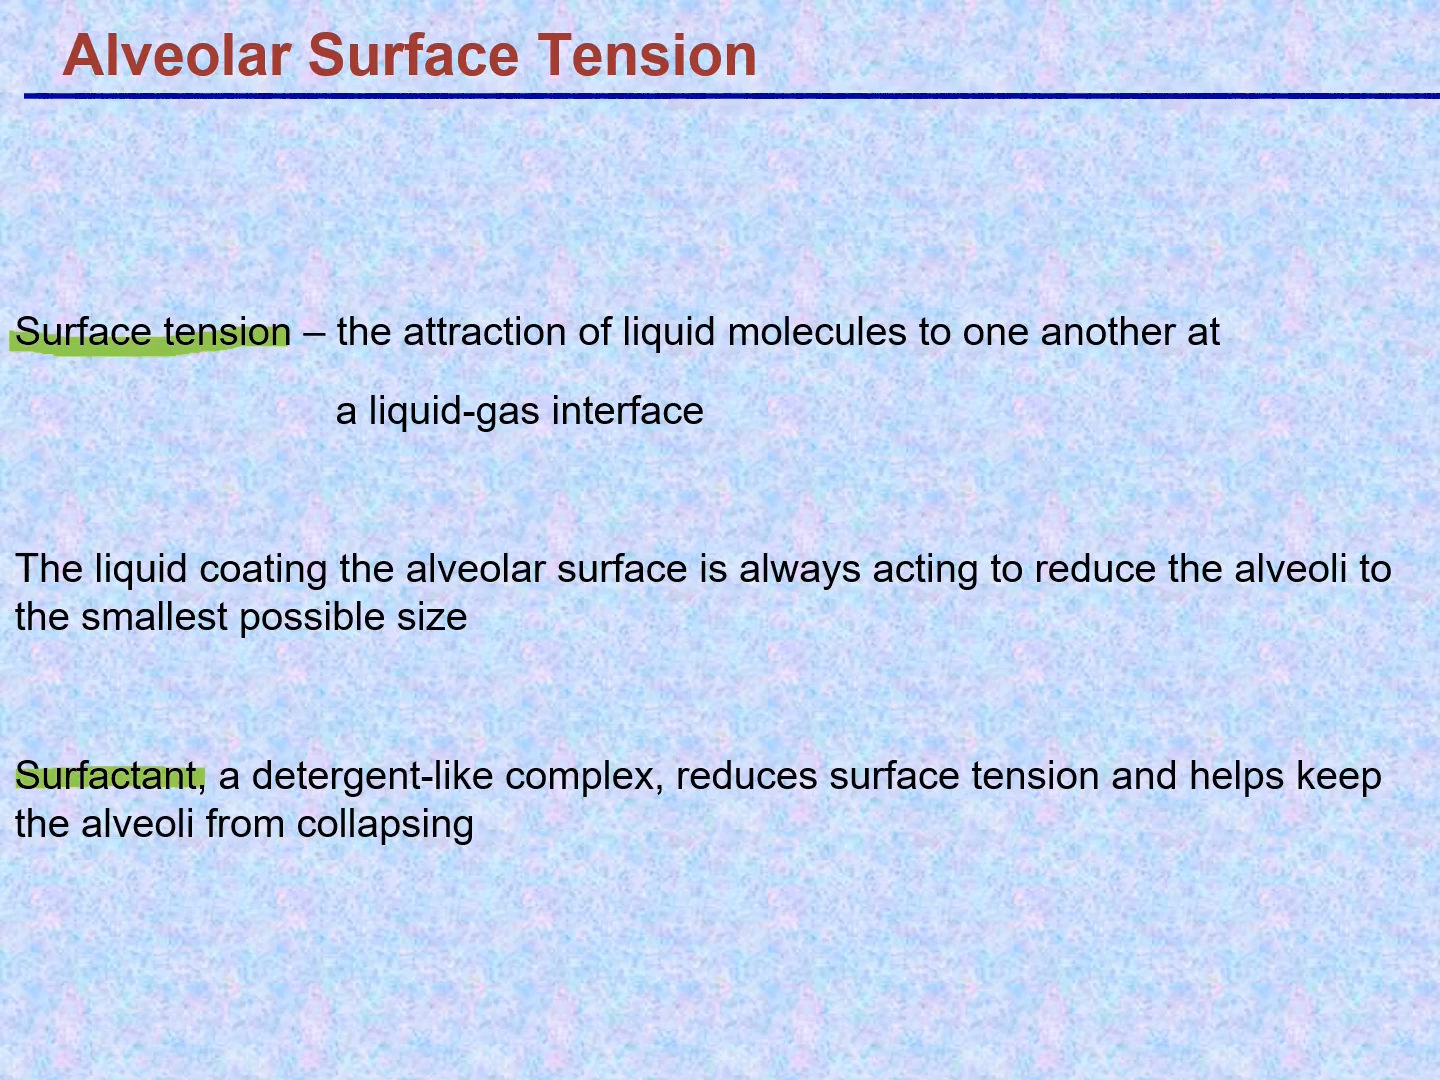 Alveolar Surface Tension
Surface tension – the attraction of liquid molecules to one another at
a liquid-gas interface
The liquid coating the alveolar surface is always acting to reduce the alveoli to
the smallest possible size
Surfactant, a detergent-like complex, reduces surface tension and helps keep
the alveoli from collapsing